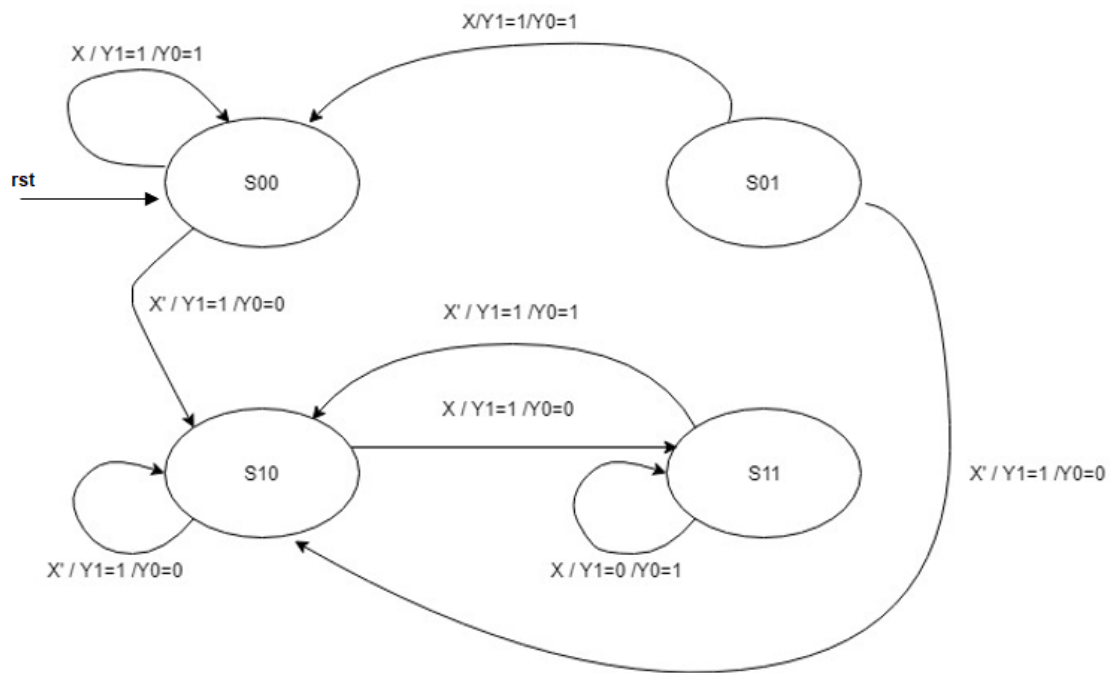 X/Y1=1/Y0=1
X / Y1=1 /Y0=1
rst
S00
S01
X' / Y1=1 /Y0=0
X' / Y1=1 /Y0=1
X / Y1=1 /Y0=0
S10
S11
X' / Y1=1 /Y0=0
X' / Y1=1 /Y0=0
X / Y1=0 /Y0=1